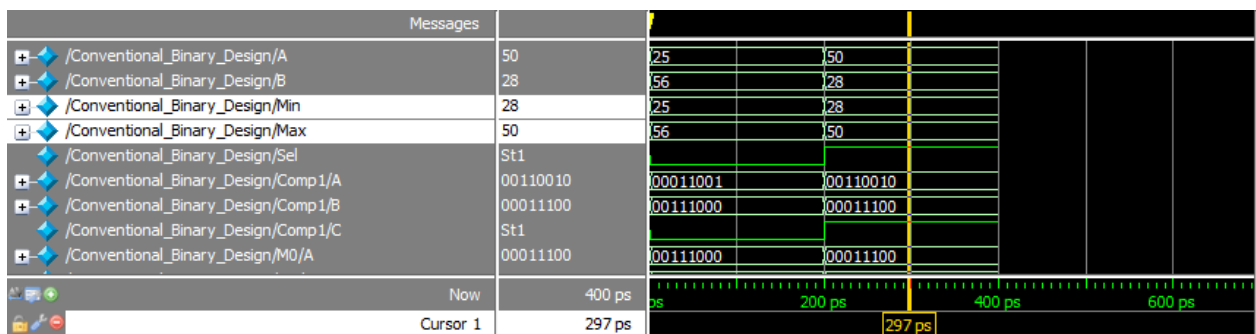 Messages
/Conventional_Binary_Design/A 50 25 50
/Conventional_Binary_Design/B 28 56 28
/Conventional_Binary_Design/Min 28 25 28
/Conventional_Binary_Design/Max 50 56 50
/Conventional_Binary_Design/Sel St1
/Conventional_Binary_Design/Comp1/A 00110010 00011001 00110010
/Conventional_Binary_Design/Comp1/B 00011100 00111000 00011100
/Conventional_Binary_Design/Comp1/C St1
/Conventional_Binary_Design/M0/A 00011100 00111000 00011100
Now 400 ps ps 200 ps 400 ps 600 ps
Cursor 1 297 ps 297 ps